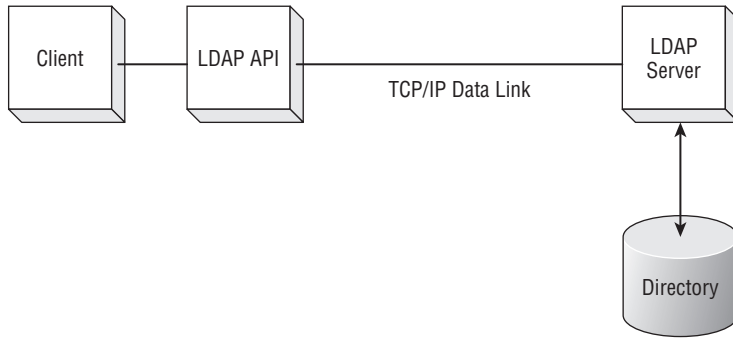 Client
LDAP API
TCP/IP Data Link
LDAP
Server
Directory